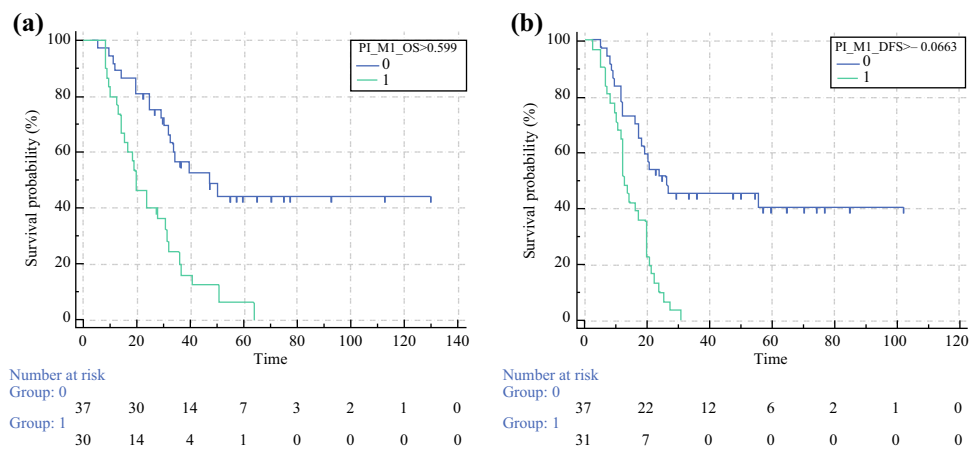 (a)
PI_M1_OS>0.599
0
1
Survival probability (%)
100
80
60
40
20
0
0 20 40 60 80 100 120 140
Time
Number at risk
Group: 0
37 30 14 7 3 2 1 0
Group: 1
30 14 4 1 0 0 0 0
(b)
PI_M1_DFS>− 0.0663
0
1
Survival probability (%)
100
80
60
40
20
0
0 20 40 60 80 100 120
Time
Number at risk
Group: 0
37 22 12 6 2 1 0
Group: 1
31 7 0 0 0 0 0